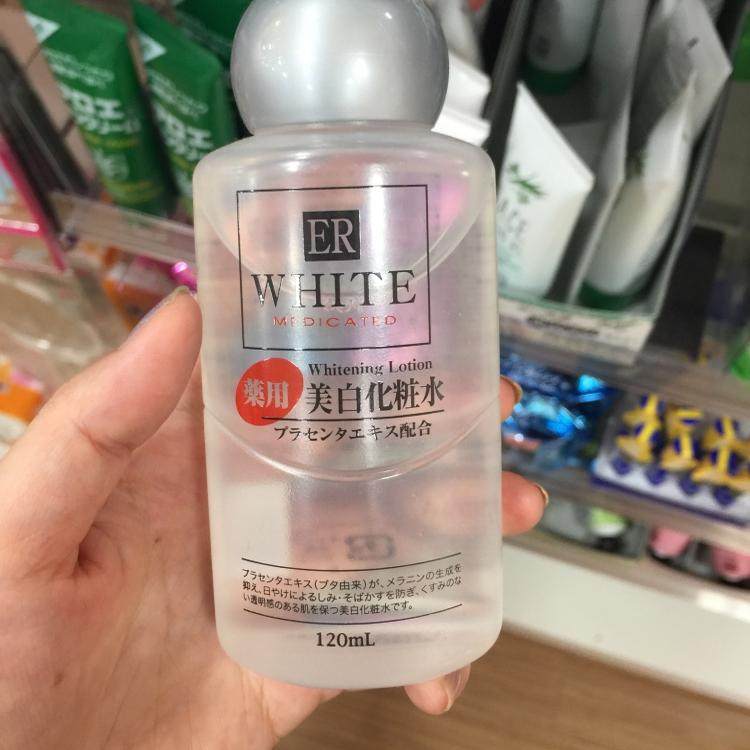 ER
WHITE
MEDICATED
Whitening Lotion
薬用
美白化粧水
プラセンタエキス配合
プラセンタエキス(ブタ由来)が、メラニンの生成を
抑え、日やけによるしみ・そばかすを防ぎ、くすみのな
い透明感のある肌を保つ美白化粧水です。
120mL
アロエ